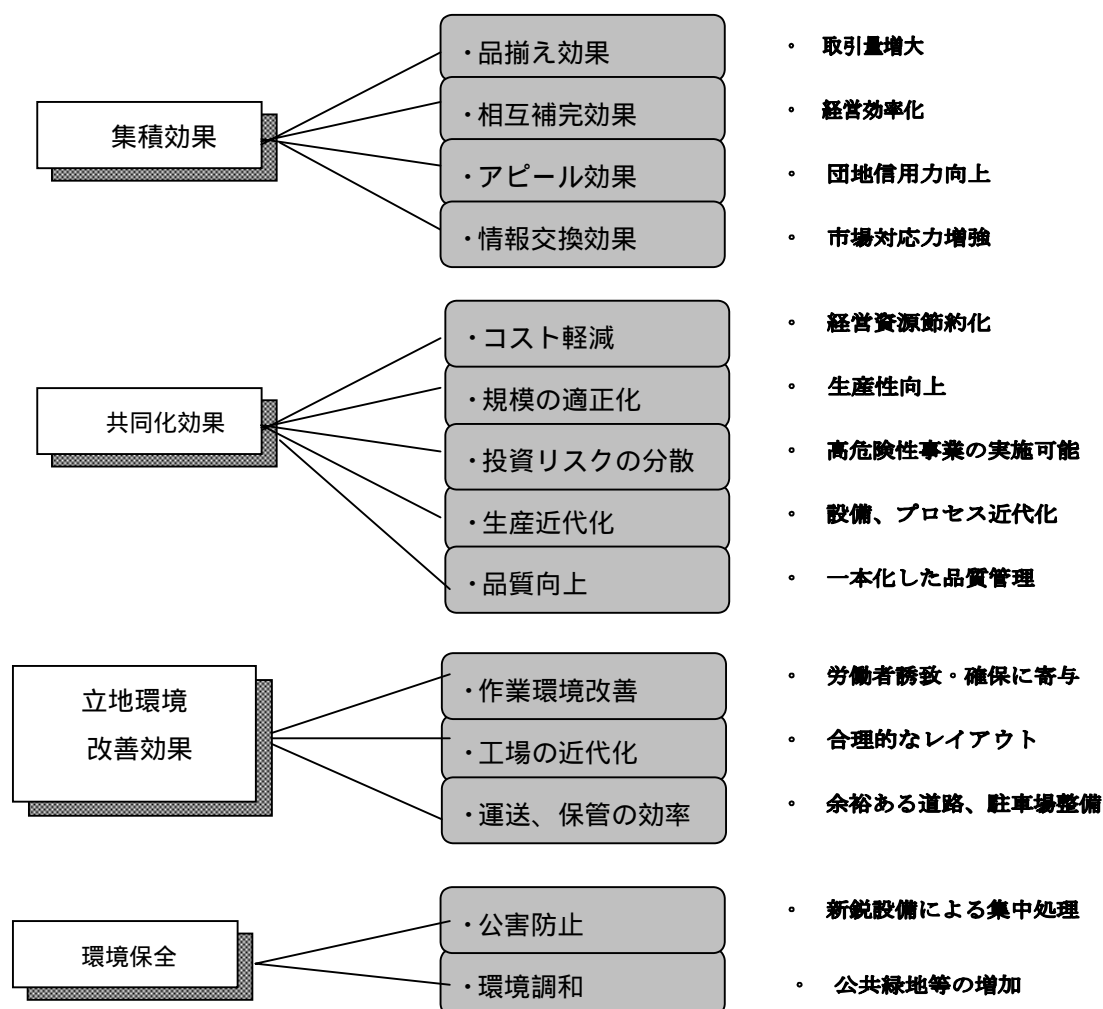 集積効果
・品揃え効果
。 取引量増大
・相互補完効果
。 経営効率化
・アピール効果
。 団地信用力向上
・情報交換効果
。 市場対応力増強
共同化効果
・コスト軽減
。 経営資源節約化
・規模の適正化
。 生産性向上
・投資リスクの分散
。 高危険性事業の実施可能
・生産近代化
。 設備、プロセス近代化
・品質向上
。 一本化した品質管理
立地環境
改善効果
・作業環境改善
。 労働者誘致。確保に寄与
・工場の近代化
。 合理的なレイアウト
・運送、保管の効率
。 余裕ある道路、駐車場整備
環境保全
・公害防止
。 新鋭設備による集中処理
・環境調和
。 公共緑地等の増加